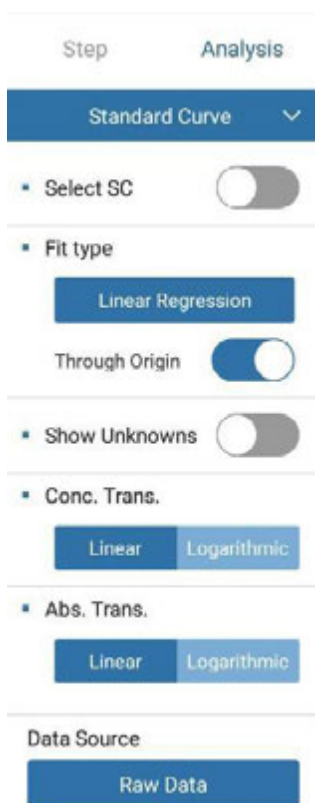 Step Analysis
Standard Curve
Select SC
Fit type
Linear Regression
Through Origin
Show Unknowns
Conc. Trans.
Linear Logarithmic
Abs. Trans.
Linear Logarithmic
Data Source
Raw Data